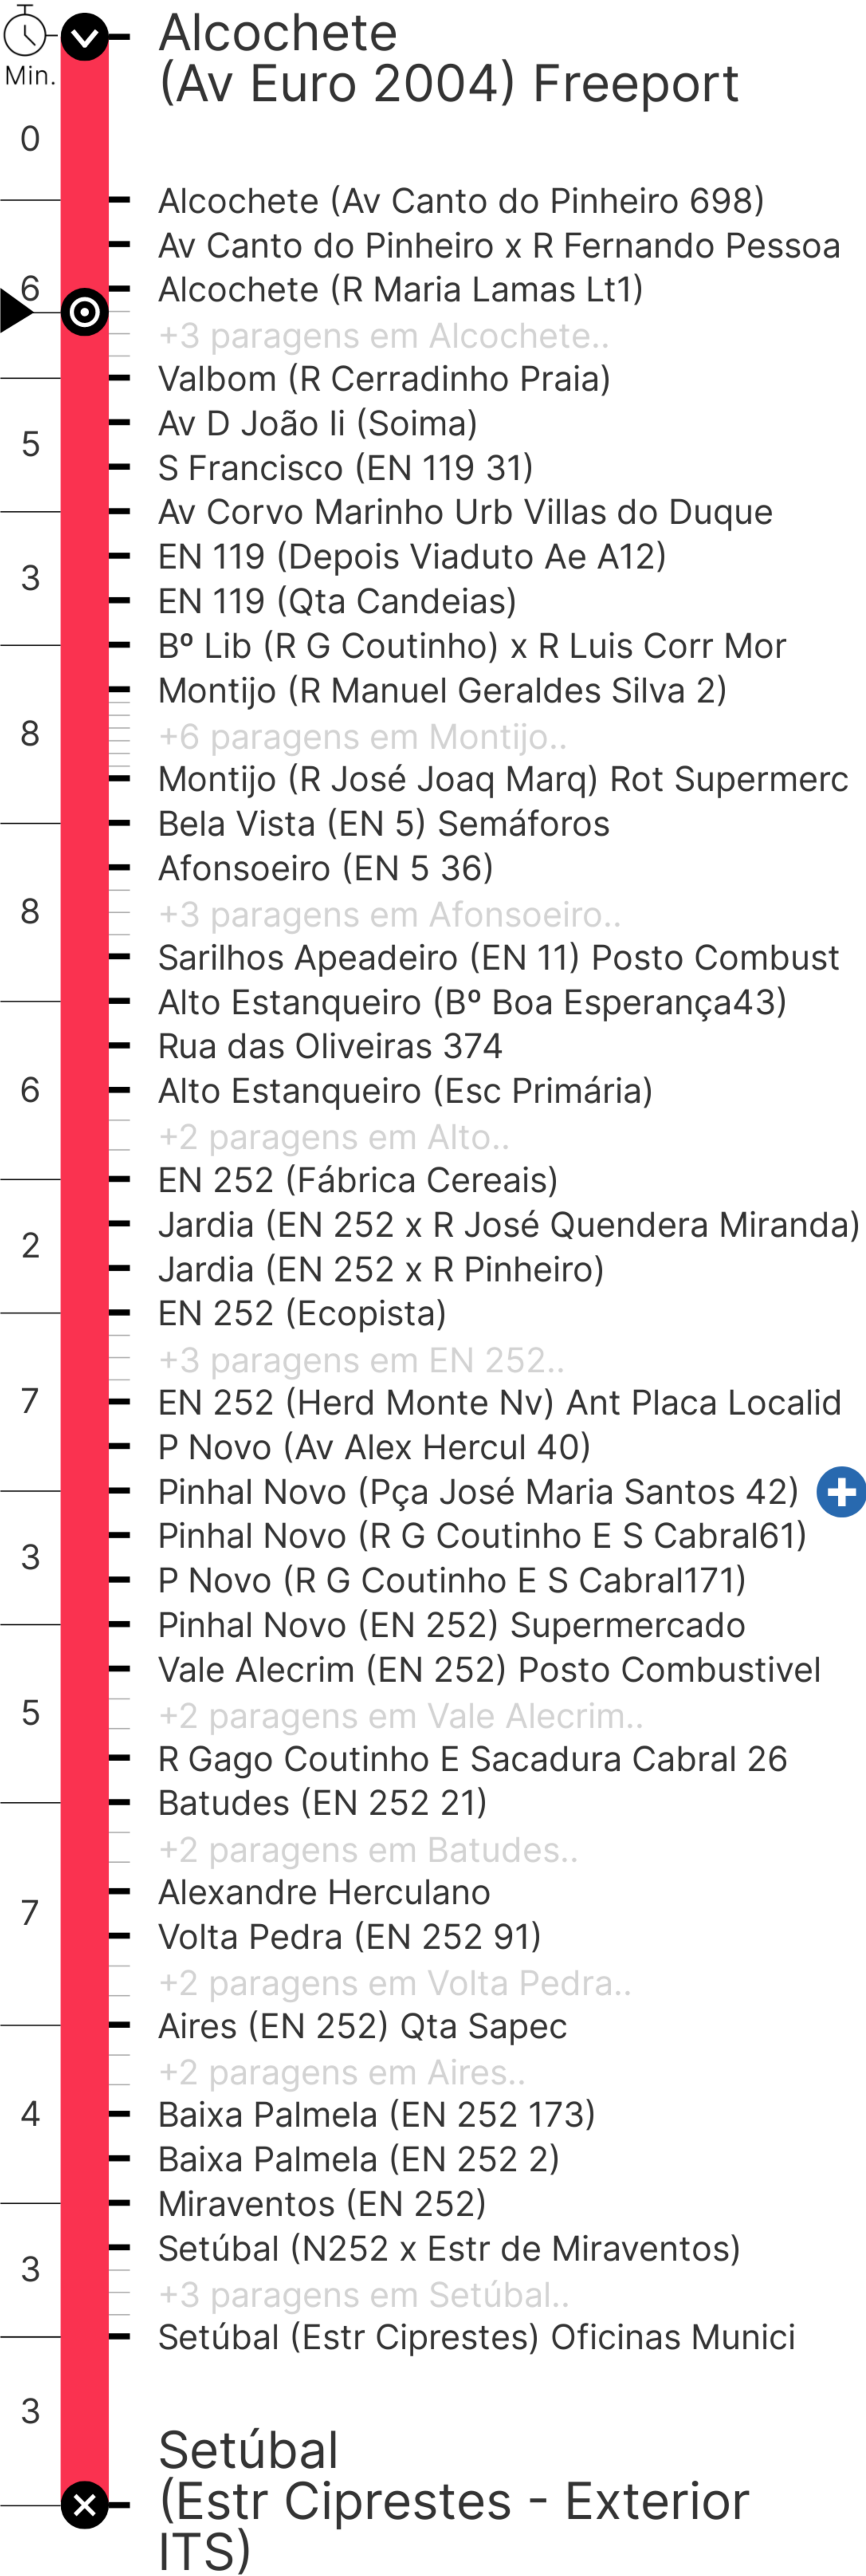 Alcochete
Min.
(Av Euro 2004) Freeport
0
Alcochete (Av Canto do Pinheiro 698)
Av Canto do Pinheiro x R Fernando Pessoa
6
Alcochete (R Maria Lamas Lt1)
+3 paragens em Alcochete..
Valbom (R Cerradinho Praia)
Av D João Ii (Soima)
5
S Francisco (EN 119 31)
Av Corvo Marinho Urb Villas do Duque
EN 119 (Depois Viaduto Ae A12)
3
EN 119 (Qta Candeias)
Bº Lib (R G Coutinho) x R Luis Corr Mor
Montijo (R Manuel Geraldes Silva 2)
8
+6 paragens em Montijo..
Montijo (R José Joaq Marq) Rot Supermerc
Bela Vista (EN 5) Semáforos
Afonsoeiro (EN 5 36)
8
+3 paragens em Afonsoeiro..
Sarilhos Apeadeiro (EN 11) Posto Combust
Alto Estanqueiro (Bº Boa Esperança43)
Rua das Oliveiras 374
6
Alto Estanqueiro (Esc Primária)
+2 paragens em Alto..
EN 252 (Fábrica Cereais)
Jardia (EN 252 x R José Quendera Miranda)
2
Jardia (EN 252 x R Pinheiro)
EN 252 (Ecopista)
+3 paragens em EN 252..
7
EN 252 (Herd Monte Nv) Ant Placa Localid
P Novo (Av Alex Hercul 40)
Pinhal Novo (Pça José Maria Santos 42)
Pinhal Novo (R G Coutinho E S Cabral61)
3
P Novo (R G Coutinho E S Cabral171)
Pinhal Novo (EN 252) Supermercado
Vale Alecrim (EN 252) Posto Combustivel
5
+2 paragens em Vale Alecrim..
R Gago Coutinho E Sacadura Cabral 26
Batudes (EN 252 21)
+2 paragens em Batudes..
Alexandre Herculano
7
Volta Pedra (EN 252 91)
+2 paragens em Volta Pedra..
Aires (EN 252) Qta Sapec
+2 paragens em Aires..
4
Baixa Palmela (EN 252 173)
Baixa Palmela (EN 252 2)
Miraventos (EN 252)
Setúbal (N252 x Estr de Miraventos)
3
+3 paragens em Setúbal..
Setúbal (Estr Ciprestes) Oficinas Munici
3
Setúbal
(Estr Ciprestes - Exterior
ITS)